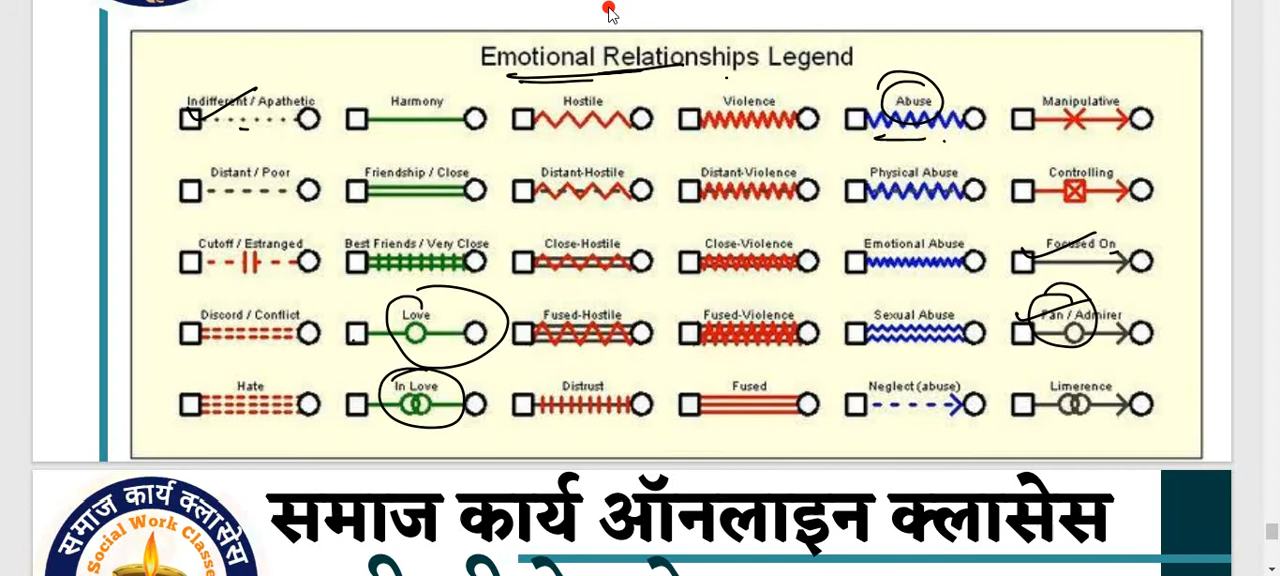 Emotional Relationships Legend
Indifferent / Apathetic Harmony Hostile Violence Abuse Manipulative
Distant / Poor Friendship / Close Distant-Hostile Distant-Violence Physical Abuse Controlling
Cutoff / Estranged Best Friends / Very Close Close-Hostile Close-Violence Emotional Abuse Focused On
Discord / Conflict Love Fused-Hostile Fused-Violence Sexual Abuse Fan / Admirer
Hate In Love Distrust Fused Neglect (abuse) Limerence
समाज कार्य क्लासेस
Social Work Classes
समाज कार्य ऑनलाइन क्लासेस